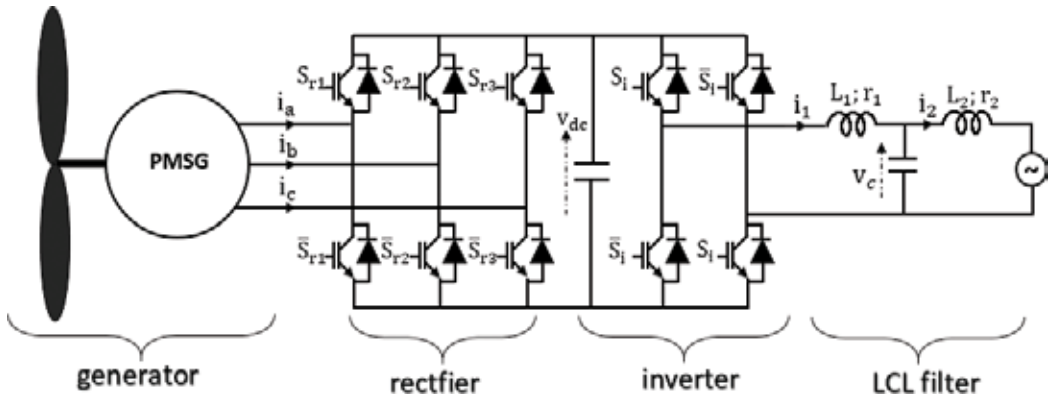 S_r1
S_r2
S_r3
S_i
S̄_i
i_a
i_b
i_c
PMSG
v_dc
i_1
L_1; r_1
i_2
L_2; r_2
v_c
~
S̄_r1
S̄_r2
S̄_r3
S̄_i
S_i
generator
rectfier
inverter
LCL filter